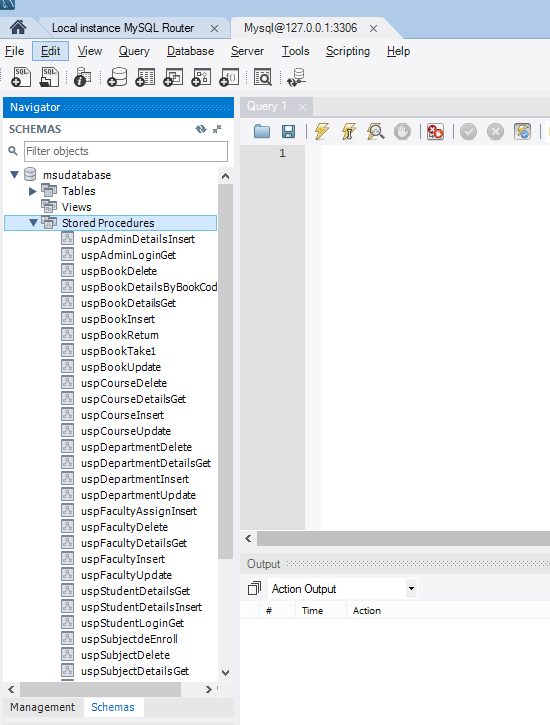 Local instance MySQL Router
Mysql@127.0.0.1:3306
File Edit View Query Database Server Tools Scripting Help
SQL SQL
Navigator
Query 1
SCHEMAS
Filter objects
1
msudatabase
Tables
Views
Stored Procedures
uspAdminDetailsInsert
uspAdminLoginGet
uspBookDelete
uspBookDetailsByBookCod
uspBookDetailsGet
uspBookInsert
uspBookReturn
uspBookTake1
uspBookUpdate
uspCourseDelete
uspCourseDetailsGet
uspCourseInsert
uspCourseUpdate
uspDepartmentDelete
uspDepartmentDetailsGet
uspDepartmentInsert
uspDepartmentUpdate
uspFacultyAssignInsert
uspFacultyDelete
uspFacultyDetailsGet
uspFacultyInsert
uspFacultyUpdate
uspStudentDetailsGet
uspStudentDetailsInsert
uspStudentLoginGet
uspSubjectdeEnroll
uspSubjectDelete
uspSubjectDetailsGet
Management Schemas
Output
Action Output
# Time Action